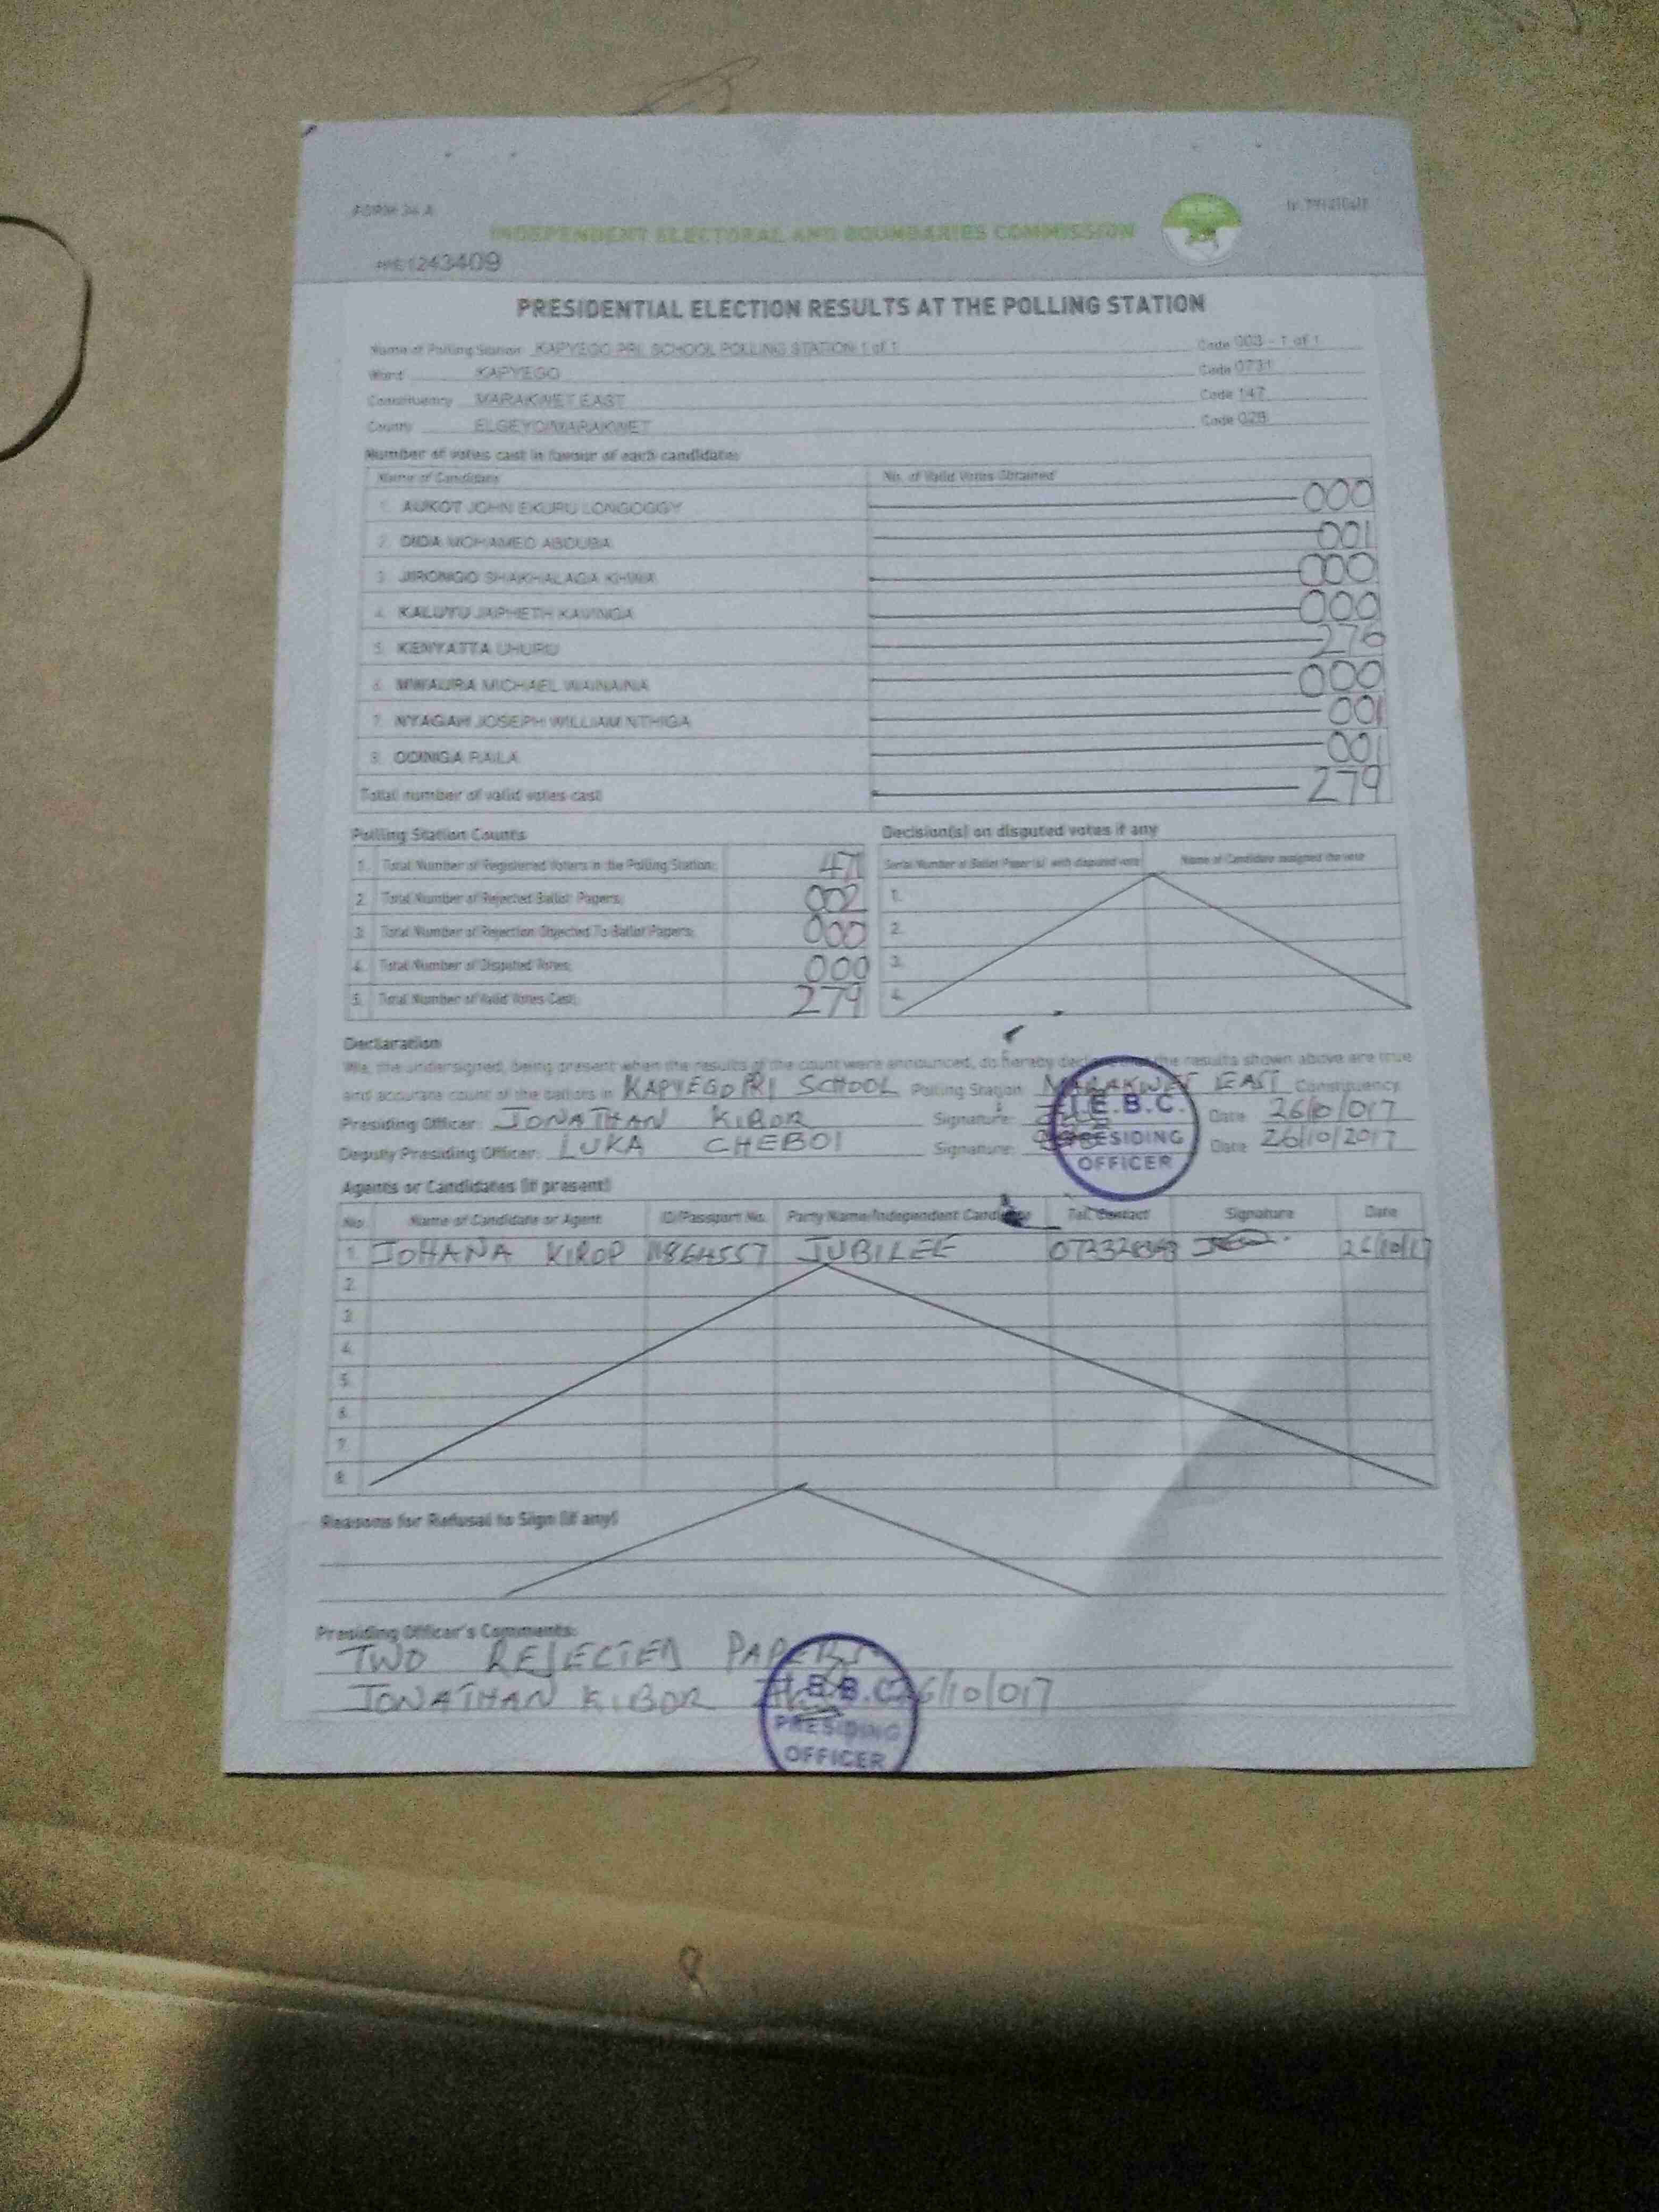 FORM 34 A
INDEPENDENT ELECTORAL AND BOUNDARIES COMMISSION
1243409
PRESIDENTIAL ELECTION RESULTS AT THE POLLING STATION
Name of Polling Station KAPYEGO PRI. SCHOOL POLLING STATION 1 of 1 Code 003 - 1 of 1
Ward KAPYEGO Code 0731
Constituency MARAKWET EAST Code 147
County ELGEYO/MARAKWET Code 028
Number of votes cast in favour of each candidate:
Name of Candidate No. of Valid Votes Obtained
1. AUKOT JOHN EKURU LONGOGGY 000
2. DIDA MOHAMED ABDUBA 001
3. JIRONGO SHAKHALAGA KHWA 000
4. KALUYU JAPHETH KAVINGA 000
5. KENYATTA UHURU 276
6. MWAURA MICHAEL WAINAINA 000
7. NYAGAH JOSEPH WILLIAM NTHIGA 001
8. ODINGA RAILA 001
Total number of valid votes cast 279
Polling Station Counts
1. Total Number of Registered Voters in the Polling Station: 471
2. Total Number of Rejected Ballot Papers: 002
3. Total Number of Rejection Objected To Ballot Papers: 000
4. Total Number of Disputed Votes: 000
5. Total Number of Valid Votes Cast: 279
Decision(s) on disputed votes if any
Serial Number of Ballot Paper (s) with disputed vote Name of Candidate assigned the vote
1.
2.
3.
4.
Declaration
We, the undersigned, being present when the results of the count were announced, do hereby declare that the results shown above are true
and accurate count of the ballots in KAPYEGO PRI SCHOOL Polling Station MARAKWET EAST Constituency
Presiding Officer: JONATHAN KIBOR Signature: Date 26/10/017
Deputy Presiding Officer: LUKA CHEBOI Signature: Date 26/10/2017
I.E.B.C.
PRESIDING
OFFICER
Agents or Candidates (if present)
No. Name of Candidate or Agent ID/Passport No. Party Name/Independent Candidate Tel. Contact Signature Date
1. JOHANA KIROP 11864557 JUBILEE 26/10/17
2.
3.
4.
5.
6.
7.
8.
Reasons for Refusal to Sign (if any)
Presiding Officer's Comments:
TWO REJECTED PAPERS
JONATHAN KIBOR 26/10/017
I.E.B.C.
PRESIDING
OFFICER